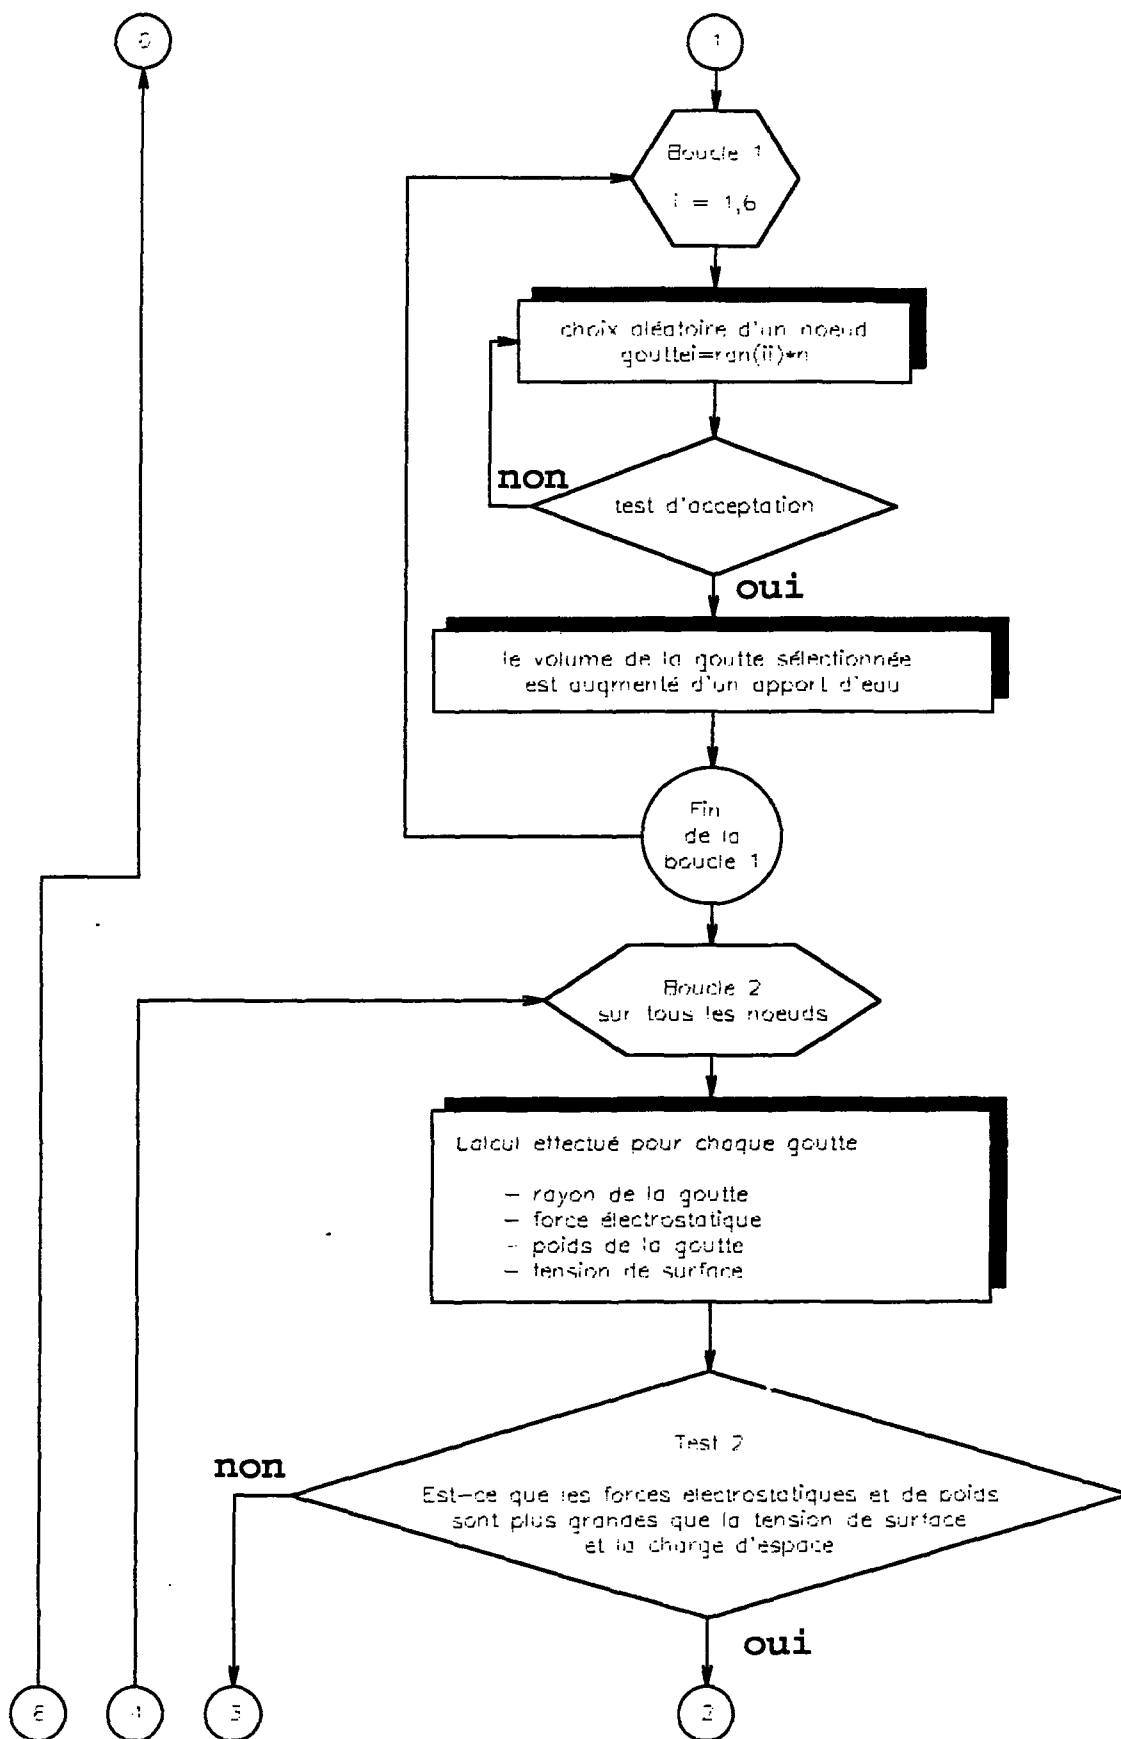 1
Boucle 1
i = 1,6
choix aléatoire d'un noeud
gouttei=ran(ii)*n
non
test d'acceptation
oui
le volume de la goutte sélectionnée
est augmenté d'un apport d'eau
Fin
de la
boucle 1
Boucle 2
sur tous les noeuds
Calcul effectué pour chaque goutte
– rayon de la goutte
– force électrostatique
- poids de la goutte
– tension de surface
Test 2
non
Est-ce que les forces électrostatiques et de poids
sont plus grandes que la tension de surface
et la charge d'espace
oui
4
3
2